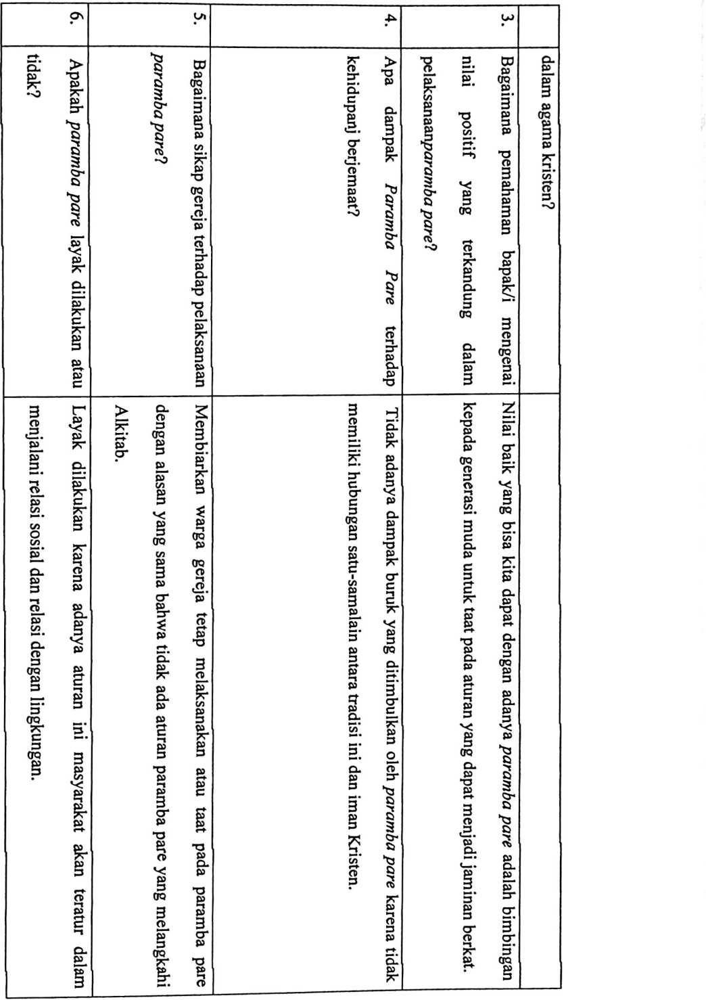 dalam agama kristen?
3.
Bagaimana pemahaman bapak/i mengenai
nilai positif yang terkandung dalam
pelaksanaanparamba pare?
Nilai baik yang bisa kita dapat dengan adanya paramba pare adalah bimbingan
kepada generasi muda untuk taat pada aturan yang dapat menjadi jaminan berkat.
4.
Apa dampak Paramba Pare terhadap
kehidupanj berjemaat?
Tidak adanya dampak buruk yang ditimbulkan oleh paramba pare karena tidak
memiliki hubungan satu-samalain antara tradisi ini dan iman Kristen.
5.
Bagaimana sikap gereja terhadap pelaksanaan
paramba pare?
Membiarkan warga gereja tetap melaksanakan atau taat pada paramba pare
dengan alasan yang sama bahwa tidak ada aturan paramba pare yang melangkahi
Alkitab.
6.
Apakah paramba pare layak dilakukan atau
tidak?
Layak dilakukan karena adanya aturan ini masyarakat akan teratur dalam
menjalani relasi sosial dan relasi dengan lingkungan.